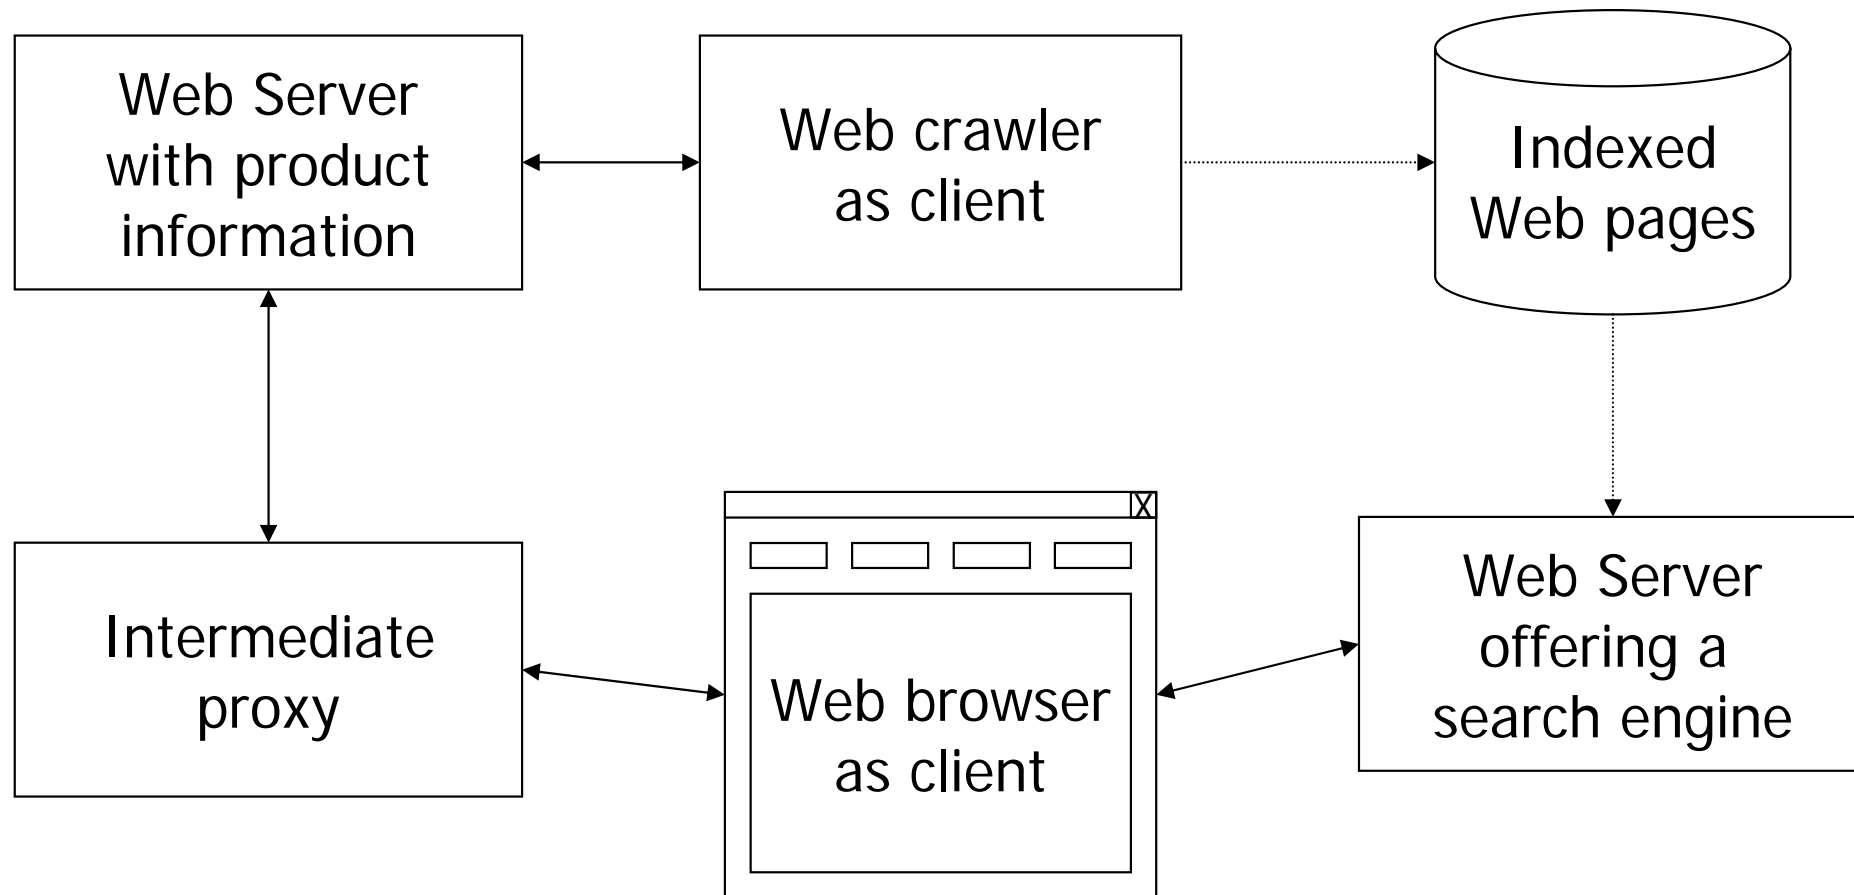 Web Server
with product
information
Web crawler
as client
Indexed
Web pages
X
Intermediate
proxy
Web browser
as client
Web Server
offering a
search engine